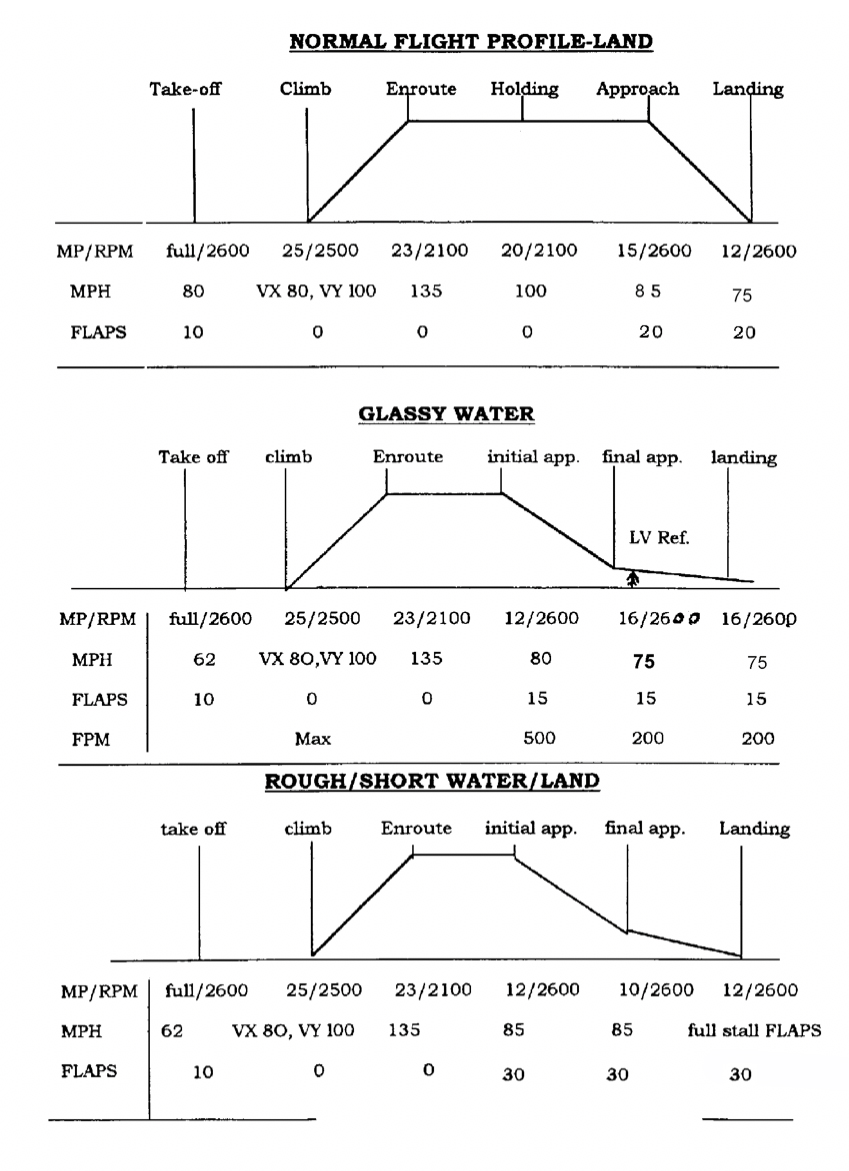 NORMAL FLIGHT PROFILE-LAND
Take-off Climb Enroute Holding Approach Landing
MP/RPM full/2600 25/2500 23/2100 20/2100 15/2600 12/2600
MPH 80 VX 80, VY 100 135 100 8 5 75
FLAPS 10 0 0 0 20 20
GLASSY WATER
Take off climb Enroute initial app. final app. landing
LV Ref.
MP/RPM full/2600 25/2500 23/2100 12/2600 16/2600 16/2600
MPH 62 VX 80,VY 100 135 80 75 75
FLAPS 10 0 0 15 15 15
FPM Max 500 200 200
ROUGH/SHORT WATER/LAND
take off climb Enroute initial app. final app. Landing
MP/RPM full/2600 25/2500 23/2100 12/2600 10/2600 12/2600
MPH 62 VX 80, VY 100 135 85 85 full stall FLAPS
FLAPS 10 0 0 30 30 30